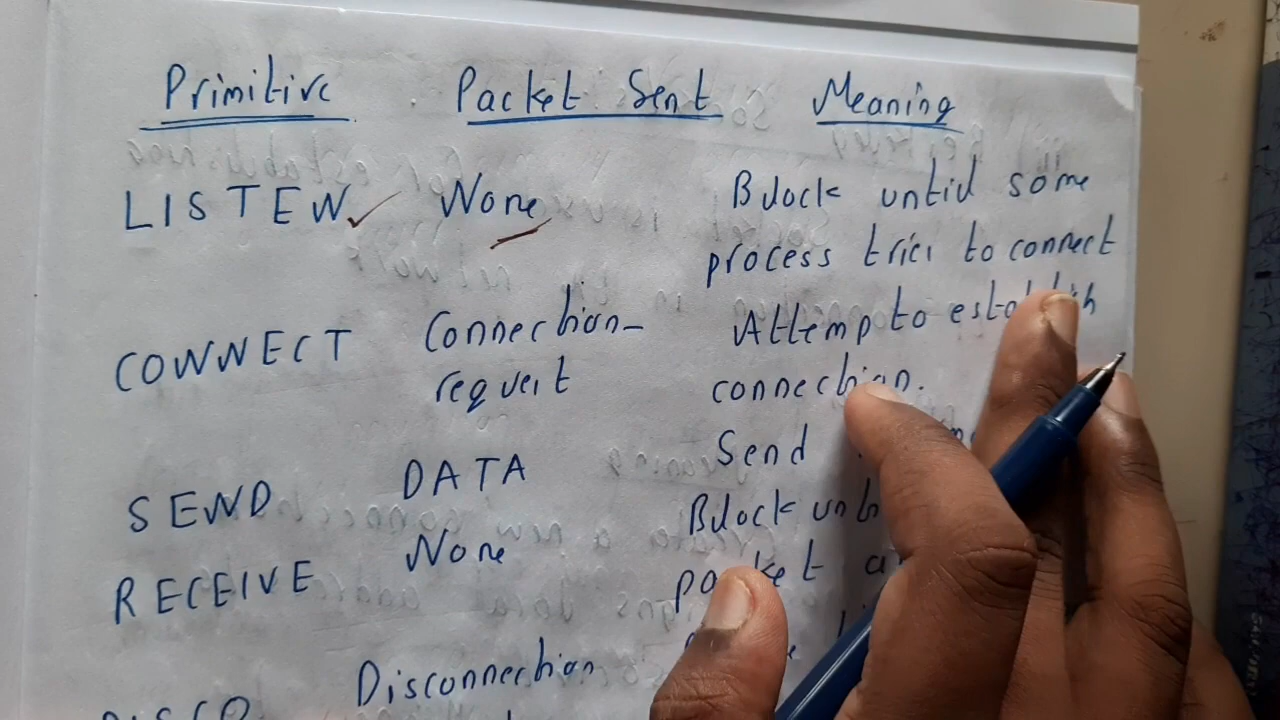 Primitive Packet Sent Meaning
LISTEN None Block until some
process tries to connect
CONNECT Connection- Attemp to establish
request connection.
SEND DATA Send
RECEIVE None Block
packet
Disconnection
DISCO